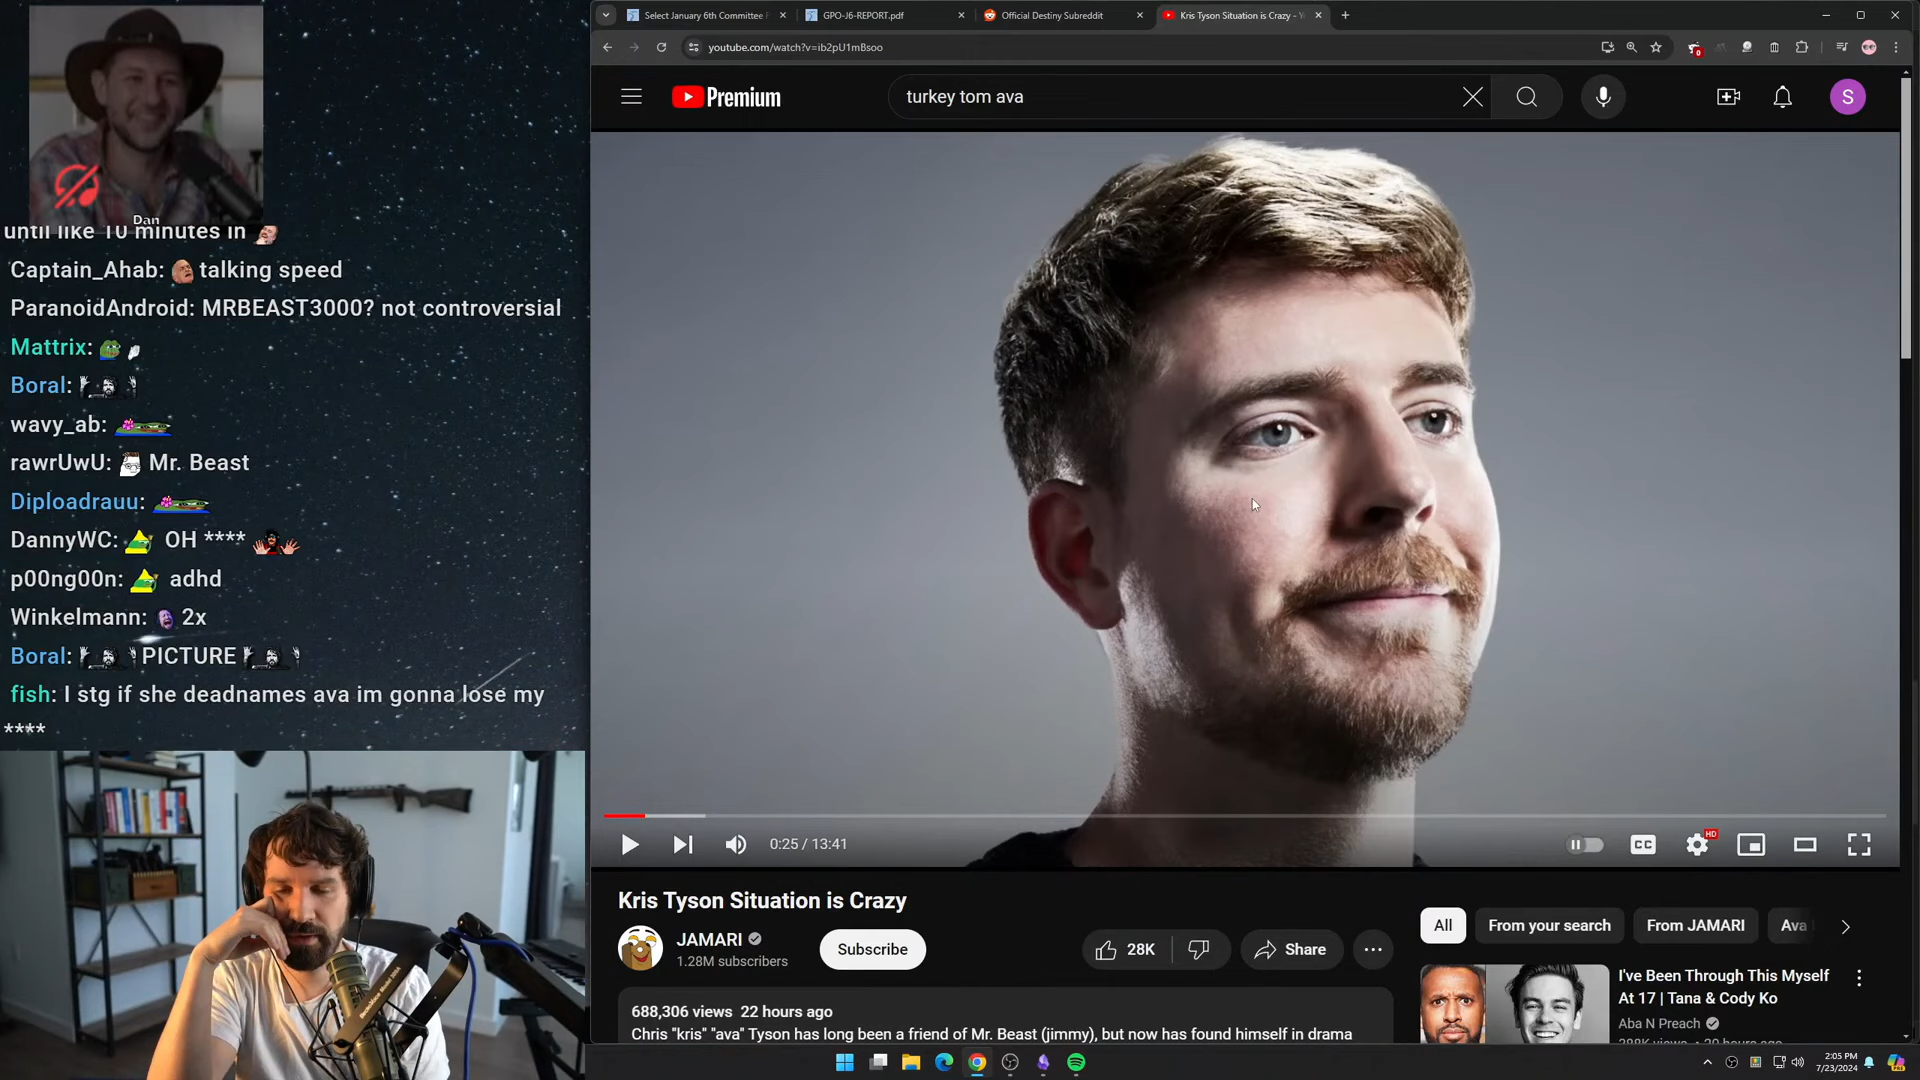 Select January 6th Committee
GPO-J6-REPORT.pdf
Official Destiny Subreddit
Kris Tyson Situation is Crazy -
youtube.com/watch?v=ib2pU1mBsoo
0
Premium
turkey tom ava
S
Dan
until like 10 minutes in
Captain_Ahab: talking speed
ParanoidAndroid: MRBEAST3000? not controversial
Mattrix:
Boral:
wavy_ab:
rawrUwU: Mr. Beast
Diploadrauu:
DannyWC: OH ****
p00ng00n: adhd
Winkelmann: 2x
Boral: PICTURE
fish: I stg if she deadnames ava im gonna lose my
****
0:25 / 13:41
CC
HD
Kris Tyson Situation is Crazy
JAMARI
1.28M subscribers
Subscribe
28K
Share
All
From your search
From JAMARI
Ava
688,306 views 22 hours ago
Chris "kris" "ava" Tyson has long been a friend of Mr. Beast (jimmy), but now has found himself in drama
I've Been Through This Myself
At 17 | Tana & Cody Ko
Aba N Preach
2:05 PM
7/23/2024